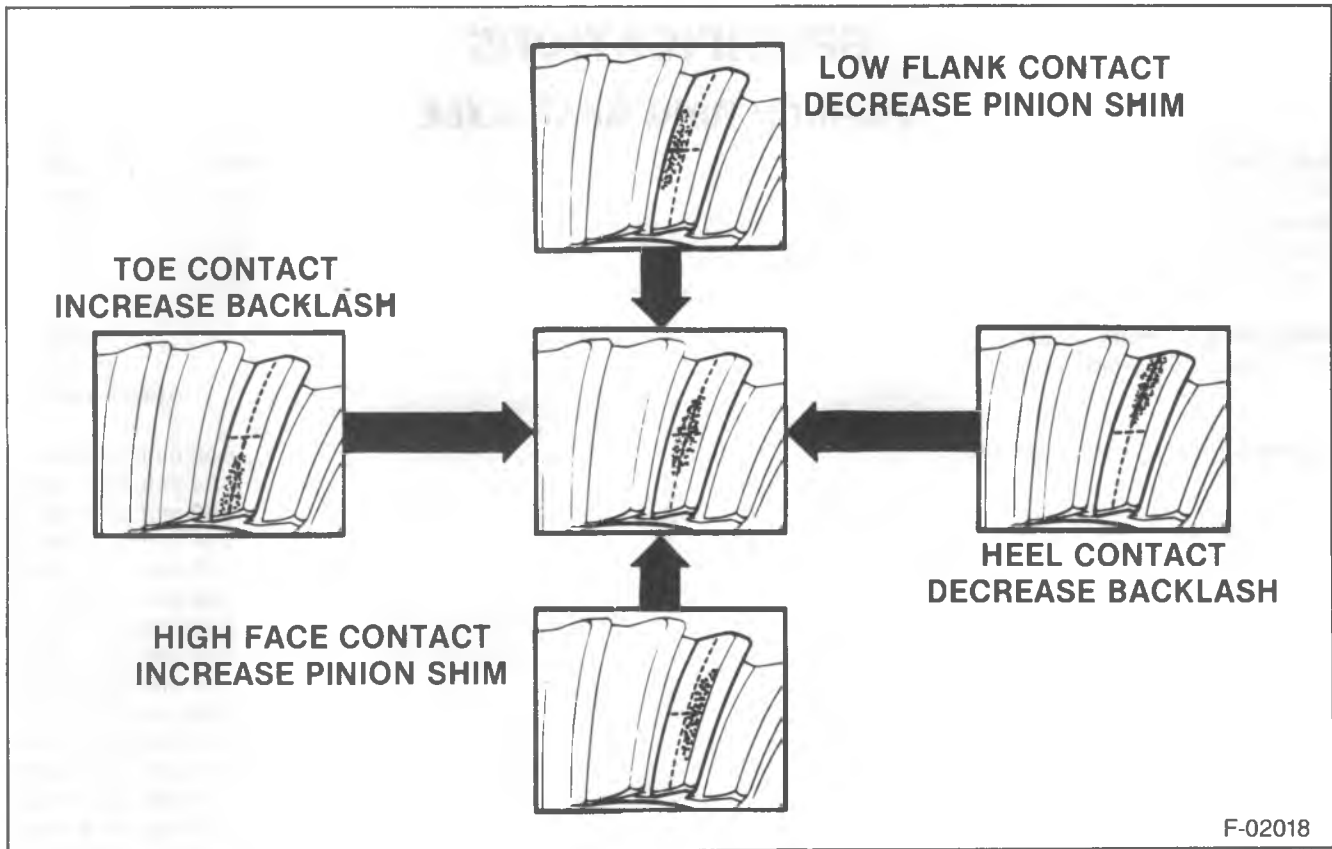 LOW FLANK CONTACT
DECREASE PINION SHIM
TOE CONTACT
INCREASE BACKLASH
HEEL CONTACT
DECREASE BACKLASH
HIGH FACE CONTACT
INCREASE PINION SHIM
F-02018